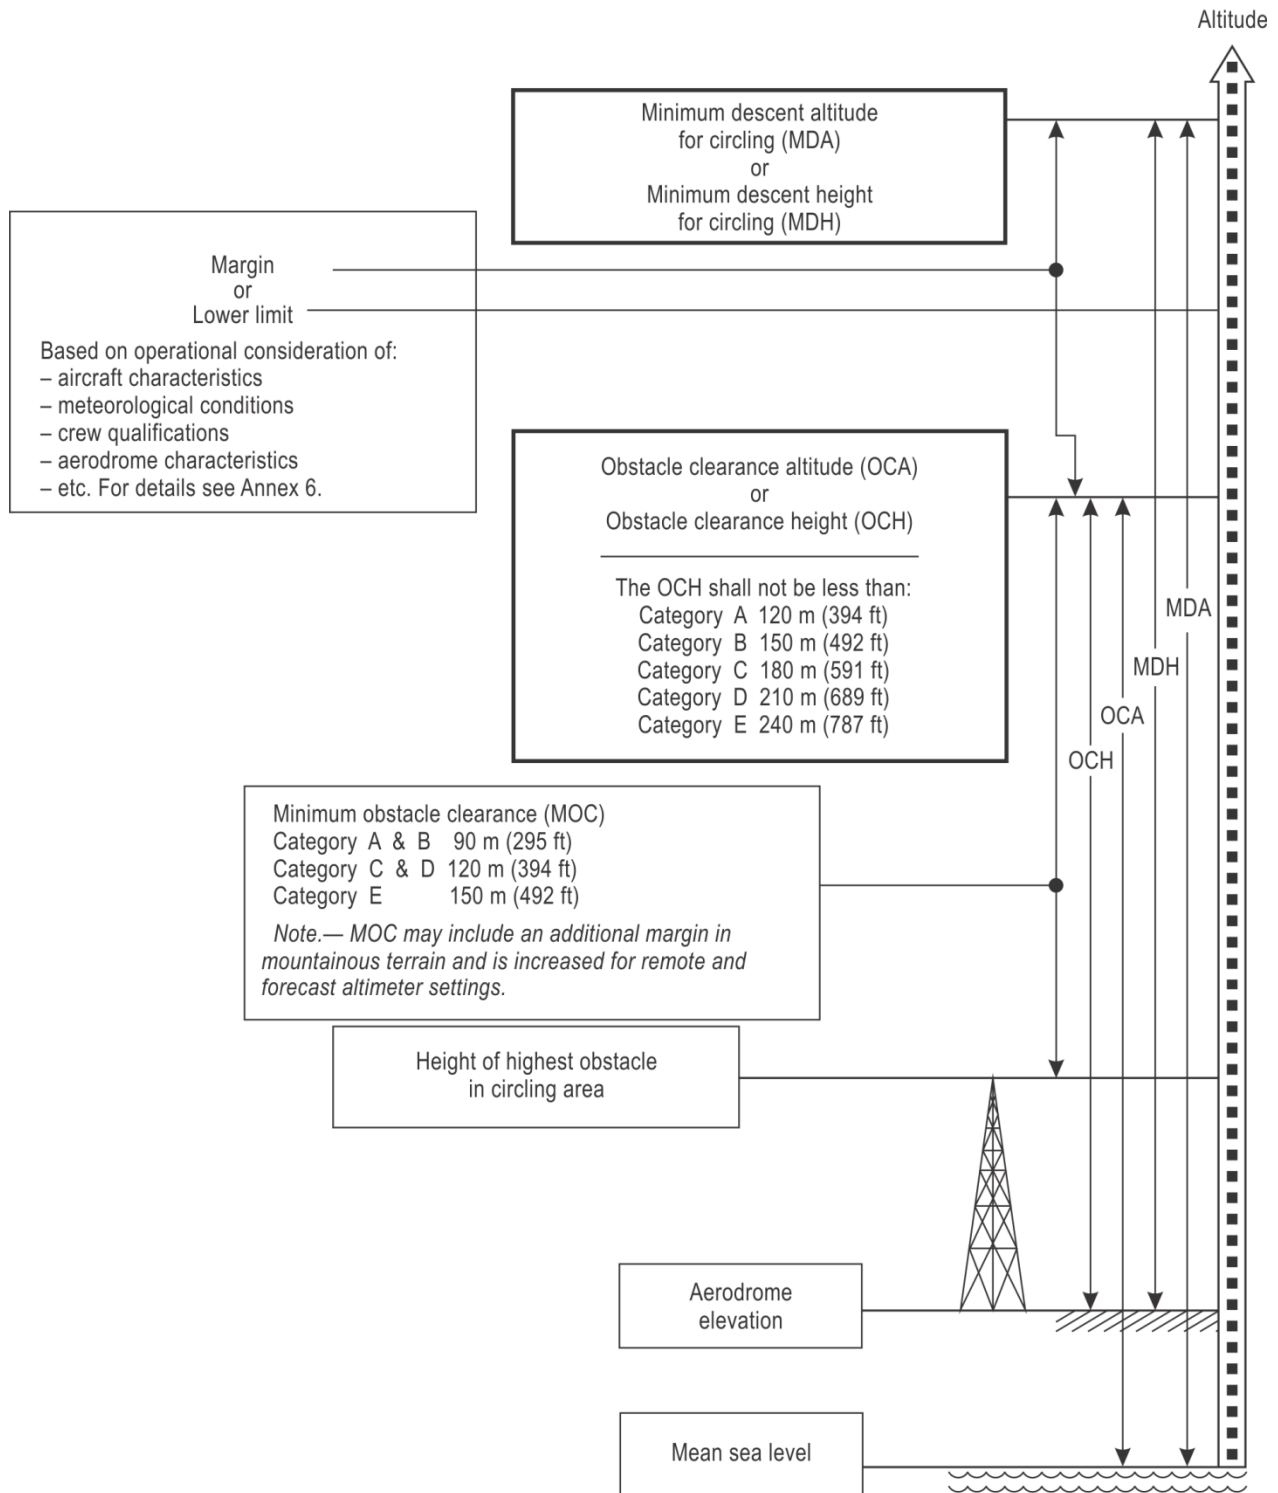 Altitude
Minimum descent altitude
for circling (MDA)
or
Minimum descent height
for circling (MDH)
Margin
or
Lower limit
Based on operational consideration of:
– aircraft characteristics
– meteorological conditions
– crew qualifications
– aerodrome characteristics
– etc. For details see Annex 6.
Obstacle clearance altitude (OCA)
or
Obstacle clearance height (OCH)
The OCH shall not be less than:
Category A 120 m (394 ft)
Category B 150 m (492 ft)
Category C 180 m (591 ft)
Category D 210 m (689 ft)
Category E 240 m (787 ft)
MDA
MDH
OCA
OCH
Minimum obstacle clearance (MOC)
Category A & B 90 m (295 ft)
Category C & D 120 m (394 ft)
Category E 150 m (492 ft)
Note.— MOC may include an additional margin in
mountainous terrain and is increased for remote and
forecast altimeter settings.
Height of highest obstacle
in circling area
Aerodrome
elevation
Mean sea level